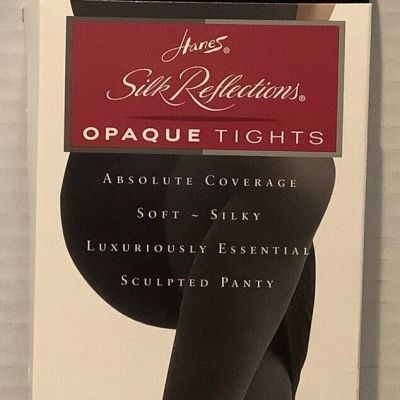 Hanes®
Silk Reflections®
OPAQUE TIGHTS
ABSOLUTE COVERAGE
SOFT ~ SILKY
LUXURIOUSLY ESSENTIAL
SCULPTED PANTY